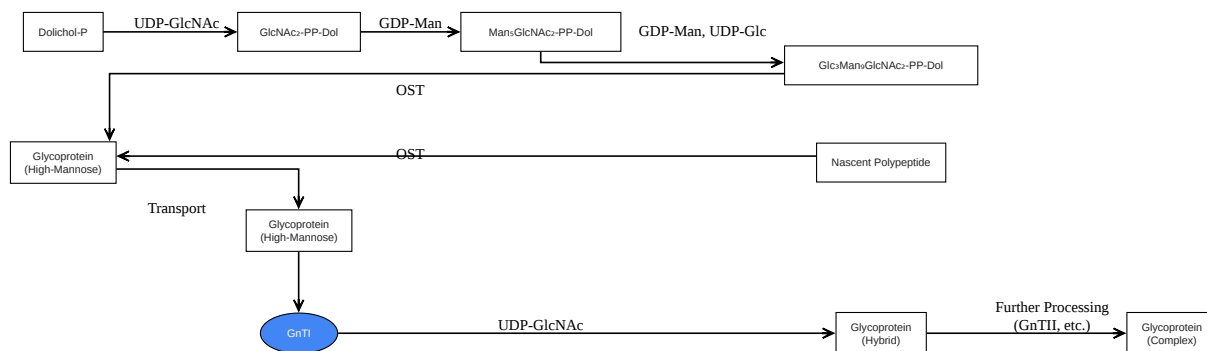 UDP-GlcNAc
GDP-Man
Dolichol-P
GlcNAc₂-PP-Dol
Man₅GlcNAc₂-PP-Dol
GDP-Man, UDP-Glc
Glc₃Man₉GlcNAc₂-PP-Dol
OST
Glycoprotein
(High-Mannose)
OST
Nascent Polypeptide
Transport
Glycoprotein
(High-Mannose)
GnTI
UDP-GlcNAc
Glycoprotein
(Hybrid)
Further Processing
(GnTII, etc.)
Glycoprotein
(Complex)